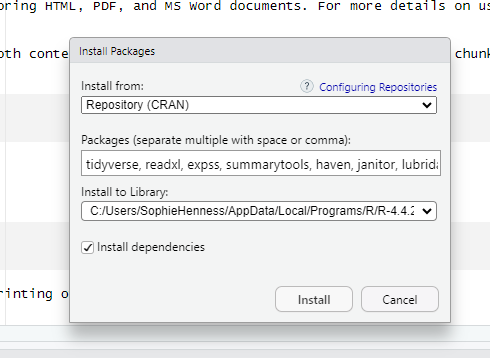 oring HTML, PDF, and MS Word documents. For more details on us
Install Packages
oth conte
chunk
Install from:
? Configuring Repositories
Repository (CRAN)
Packages (separate multiple with space or comma):
tidyverse, readxl, expss, summarytools, haven, janitor, lubrida
Install to Library:
C:/Users/SophieHenness/AppData/Local/Programs/R/R-4.4.2
Install dependencies
rinting o
Install
Cancel